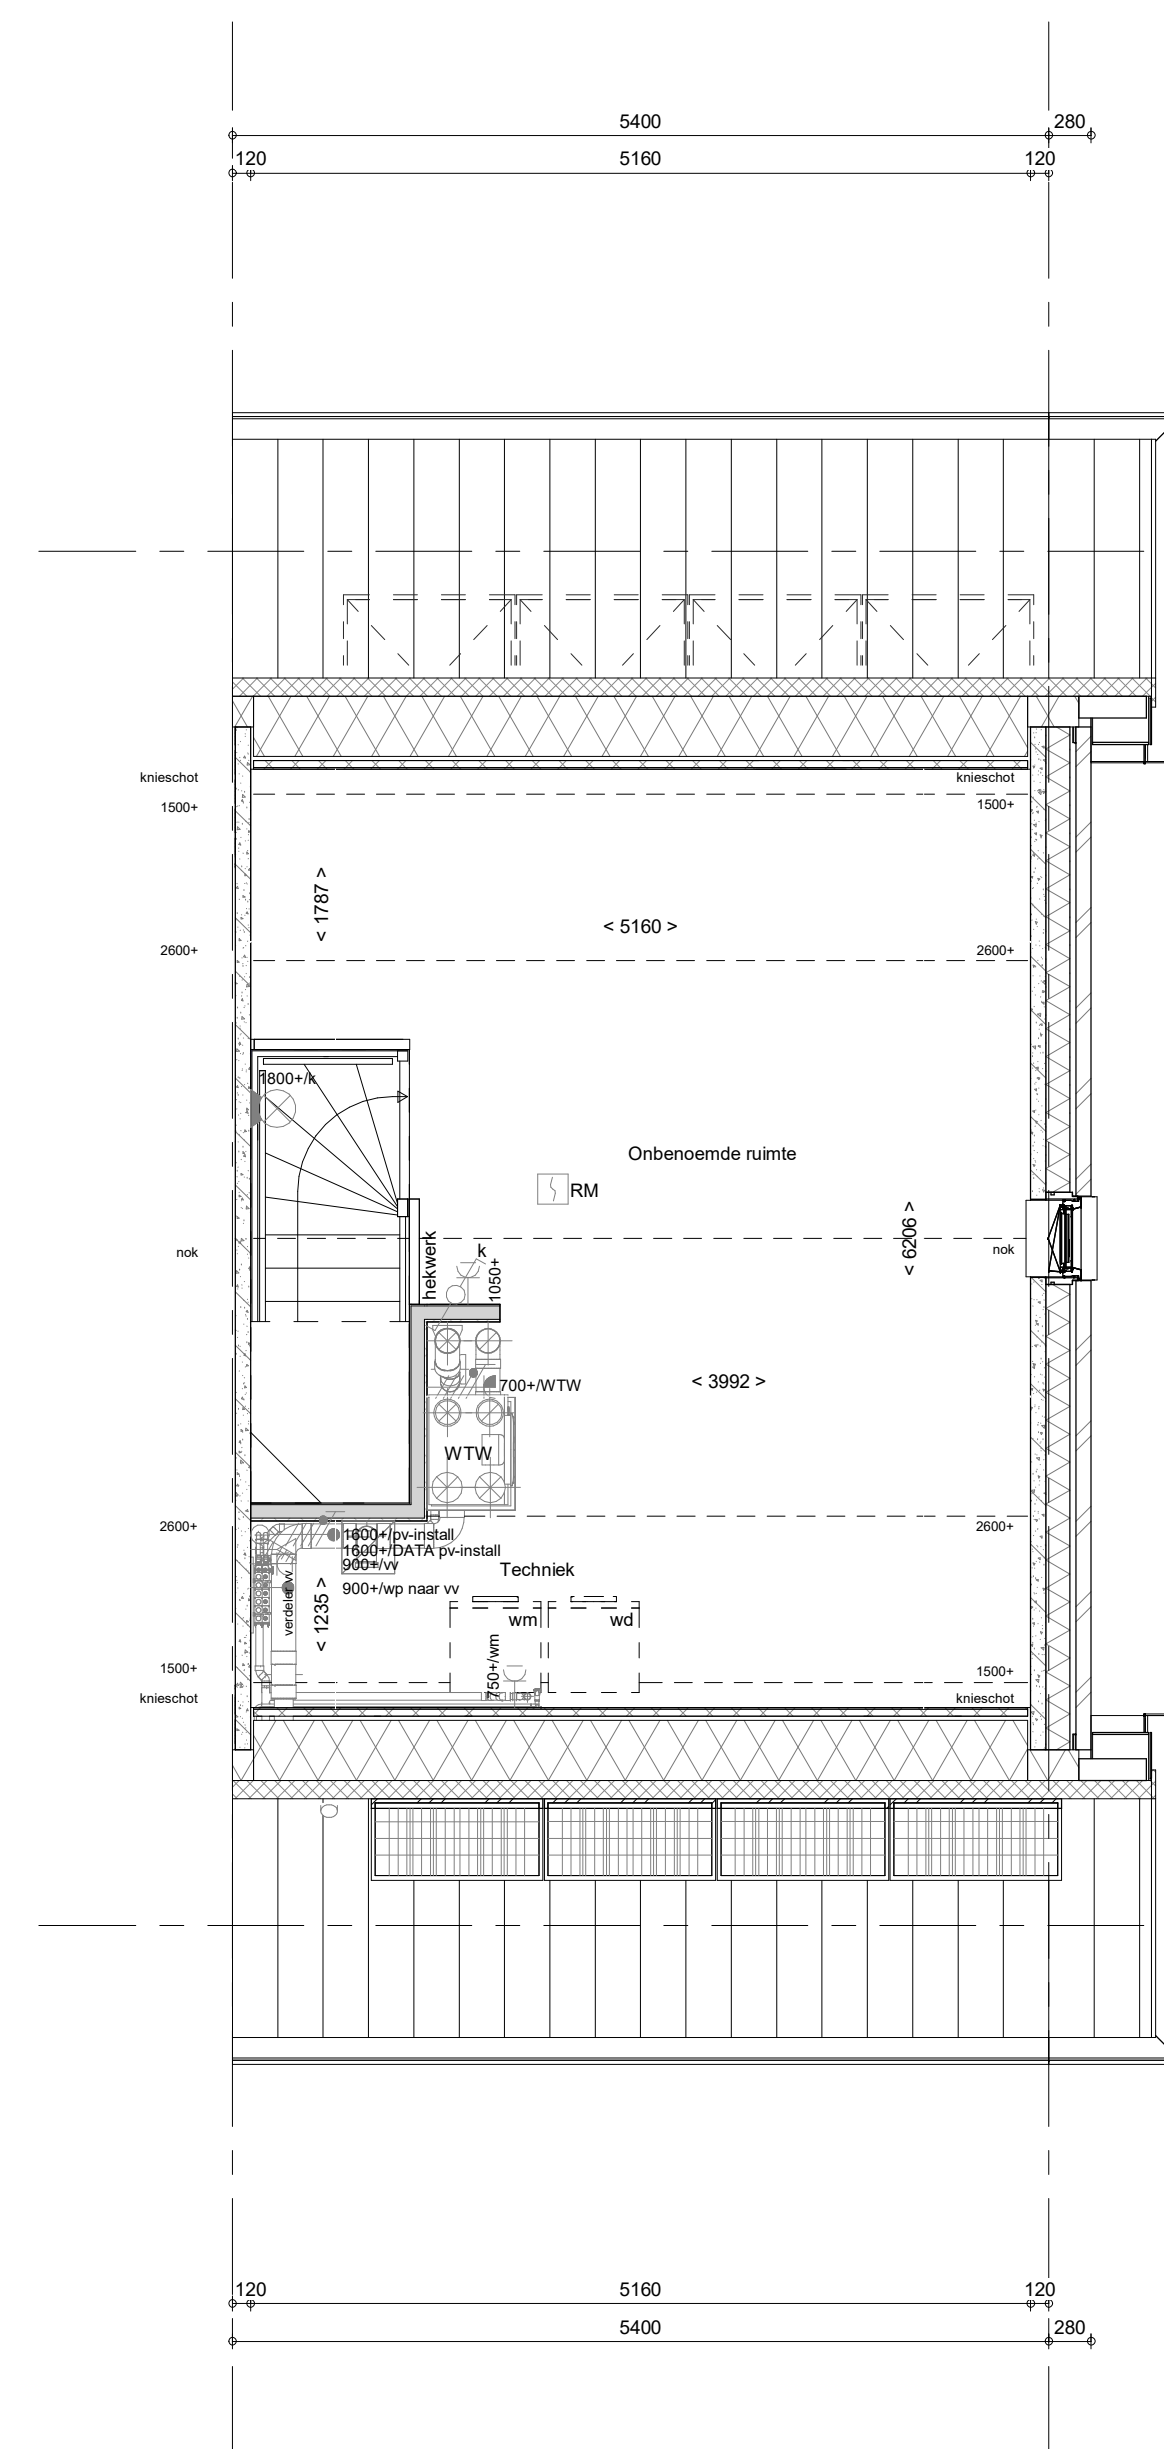 5400
280
120
5160
120
knieschot
knieschot
1500+
1500+
< 1787 >
< 5160 >
2600+
2600+
1800+/k
Onbenoemde ruimte
RM
< 6206 >
hekwerk
k
1050+
nok
nok
< 3992 >
700+/WTW
WTW
2600+
2600+
1600+/pv-install
1600+/DATA pv-install
900+/vv
Techniek
900+/wp naar vv
verdeler vv
< 1235 >
wm
wd
750+/wm
1500+
1500+
knieschot
knieschot
120
5160
120
5400
280